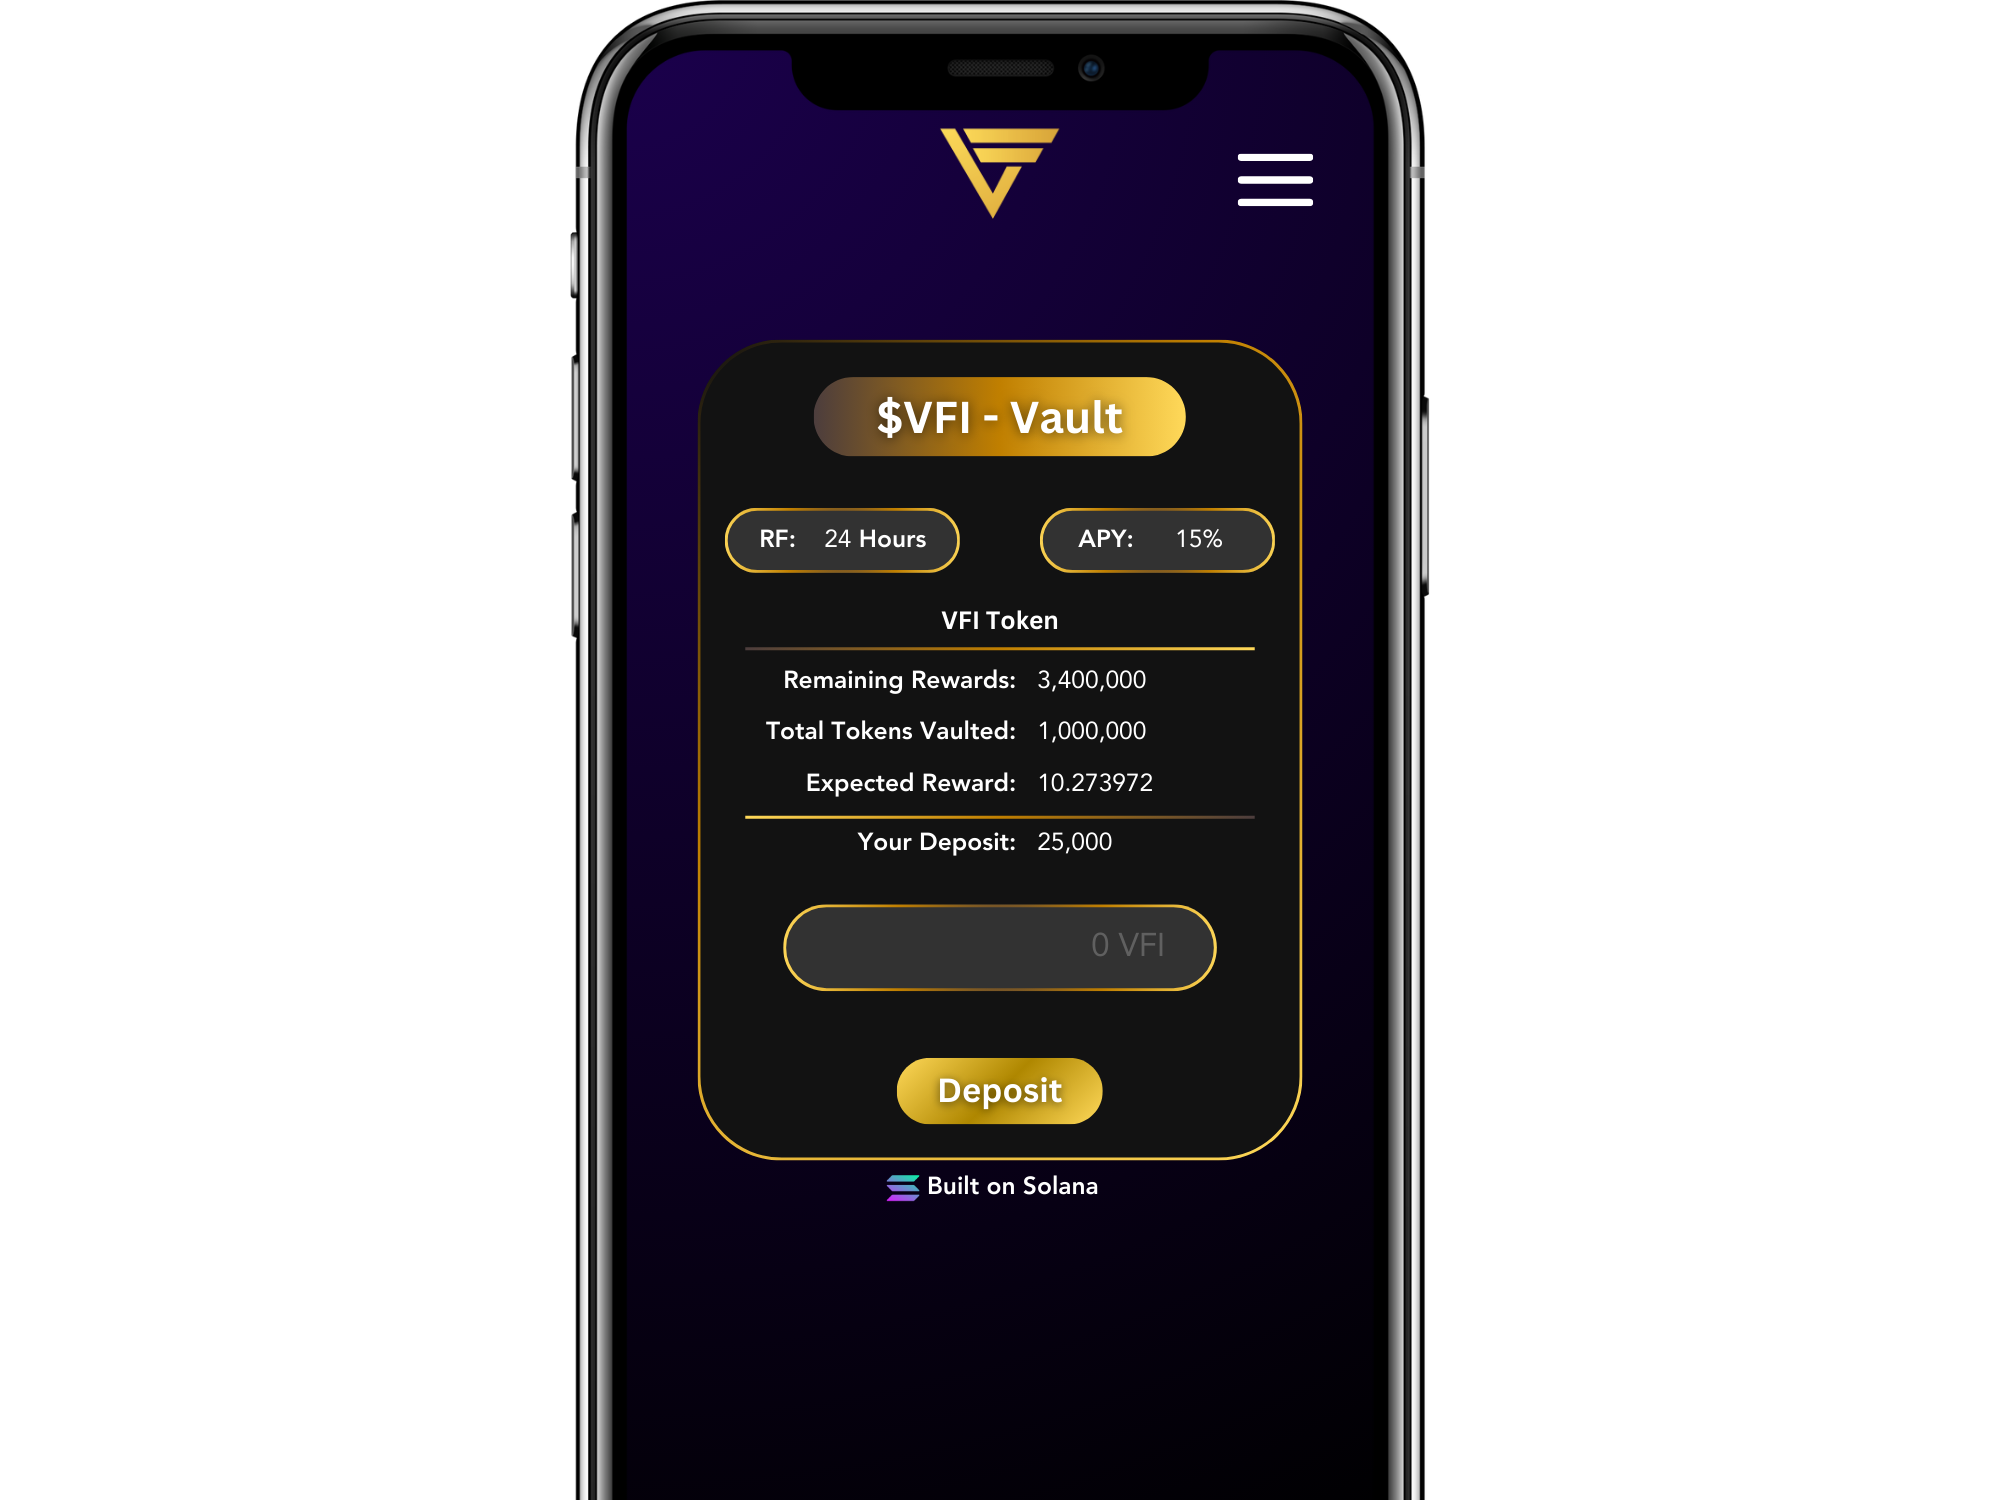 $VFI - Vault
RF: 24 Hours
APY: 15%
VFI Token
Remaining Rewards: 3,400,000
Total Tokens Vaulted: 1,000,000
Expected Reward: 10.273972
Your Deposit: 25,000
0 VFI
Deposit
Built on Solana